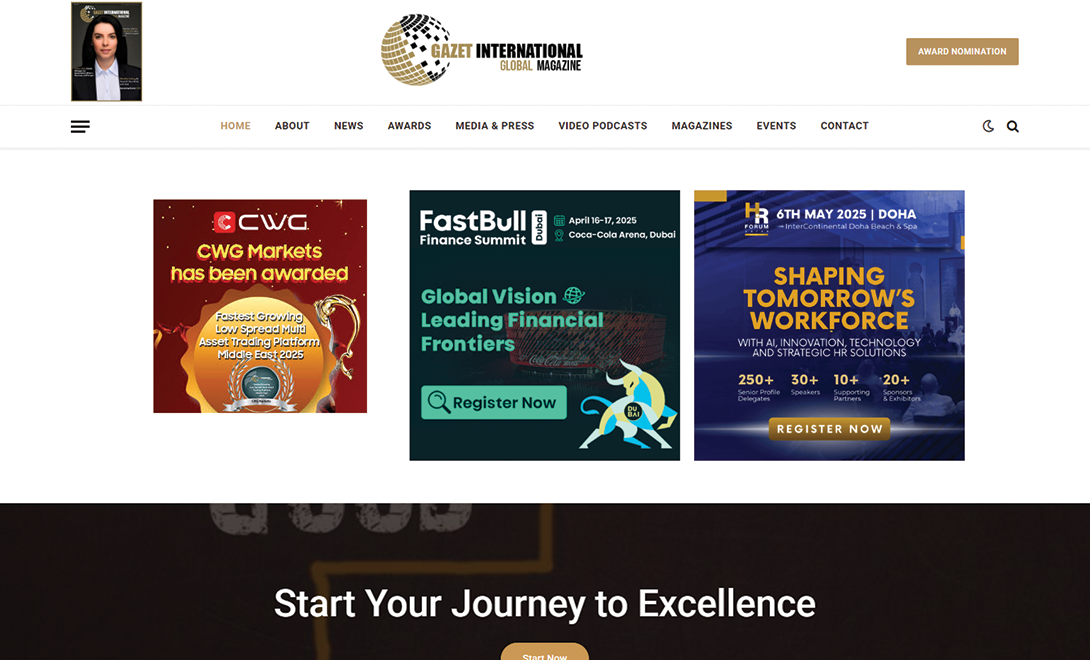 GAZET INTERNATIONAL
GLOBAL MAGAZINE
AWARD NOMINATION
HOME
ABOUT
NEWS
AWARDS
MEDIA & PRESS
VIDEO PODCASTS
MAGAZINES
EVENTS
CONTACT
CWG
CWG Markets
has been awarded
Fastest Growing
Low Spread Multi
Asset Trading Platform
Middle East 2025
FastBull
Finance Summit
Dubai
April 16-17, 2025
Coca-Cola Arena, Dubai
Global Vision
Leading Financial
Frontiers
Register Now
DU
BAI
HR
FORUM
6TH MAY 2025 | DOHA
InterContinental Doha Beach & Spa
SHAPING
TOMORROW'S
WORKFORCE
WITH AI, INNOVATION, TECHNOLOGY
AND STRATEGIC HR SOLUTIONS
250+
Senior Profile
Delegates
30+
Speakers
10+
Supporting
Partners
20+
Sponsors
& Exhibitors
REGISTER NOW
Start Your Journey to Excellence
Start Now